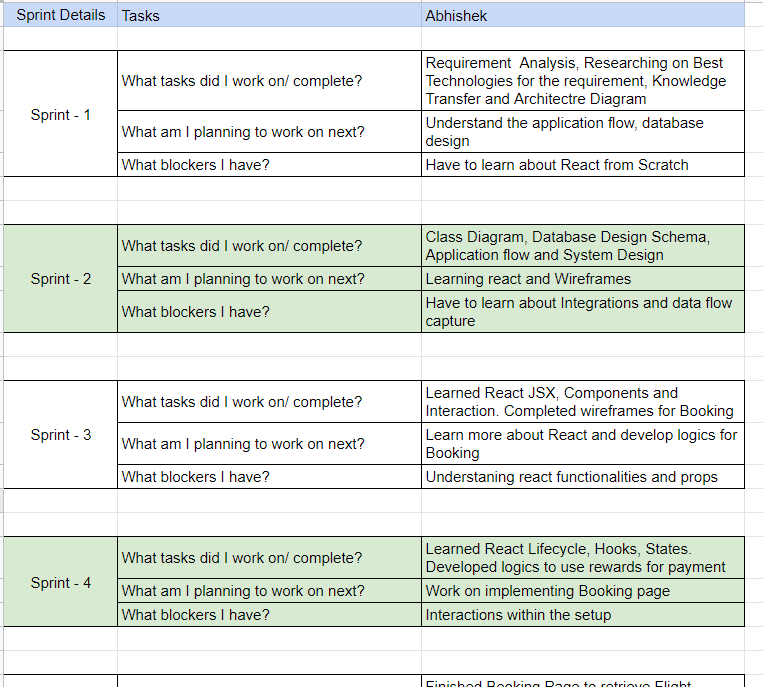 Sprint Details Tasks Abhishek
Requirement Analysis, Researching on Best
What tasks did I work on/ complete? Technologies for the requirement, Knowledge
Transfer and Architectre Diagram
Sprint - 1
What am I planning to work on next? Understand the application flow, database
design
What blockers I have? Have to learn about React from Scratch
What tasks did I work on/ complete? Class Diagram, Database Design Schema,
Application flow and System Design
Sprint - 2 What am I planning to work on next? Learning react and Wireframes
What blockers I have? Have to learn about Integrations and data flow
capture
What tasks did I work on/ complete? Learned React JSX, Components and
Interaction. Completed wireframes for Booking
Sprint - 3 What am I planning to work on next? Learn more about React and develop logics for
Booking
What blockers I have? Understaning react functionalities and props
What tasks did I work on/ complete? Learned React Lifecycle, Hooks, States.
Developed logics to use rewards for payment
Sprint - 4 What am I planning to work on next? Work on implementing Booking page
What blockers I have? Interactions within the setup
Finished Booking Page to retrieve Flight